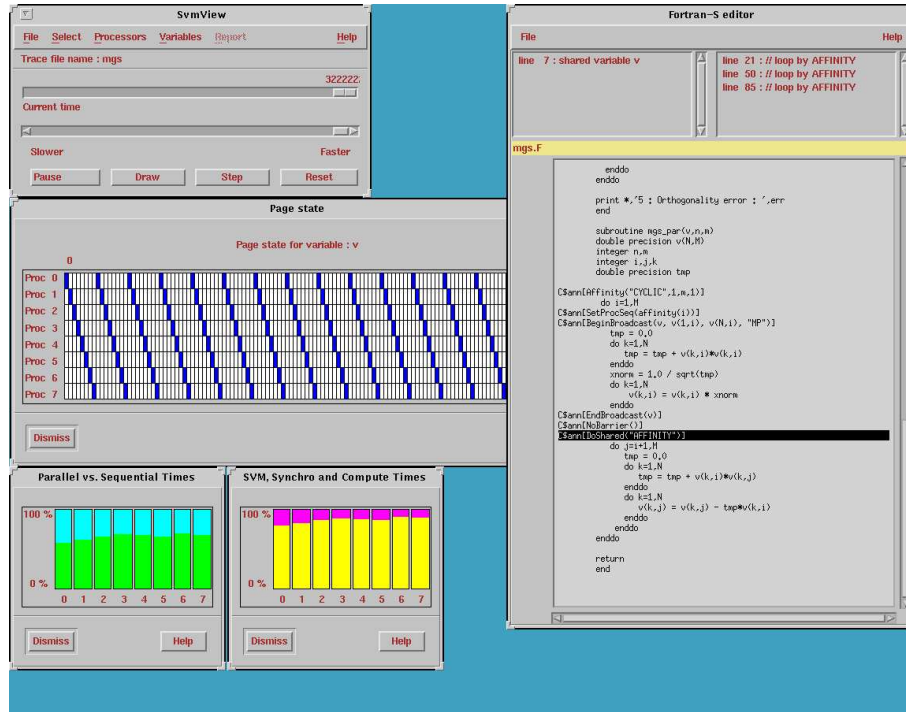 SvmView
File Select Processors Variables Report Help
Trace file name : mgs
322222
Current time
Slower Faster
Pause Draw Step Reset
Page state
Page state for variable : v
0
Proc 0
Proc 1
Proc 2
Proc 3
Proc 4
Proc 5
Proc 6
Proc 7
Dismiss
Parallel vs. Sequential Times
100 %
0 %
0 1 2 3 4 5 6 7
Dismiss Help
SVM, Synchro and Compute Times
100 %
0 %
0 1 2 3 4 5 6 7
Dismiss Help
Fortran-S editor
File Help
line 7 : shared variable v
line 21 : // loop by AFFINITY
line 50 : // loop by AFFINITY
line 85 : // loop by AFFINITY
mgs.F
enddo
enddo
print *,'5 : Orthogonality error : ',err
end
subroutine mgs_par(v,n,m)
double precision v(N,M)
integer n,m
integer i,j,k
double precision tmp
C$ann[Affinity("CYCLIC",1,m,1)]
do i=1,M
C$ann[SetProcSeq(affinity(i))]
C$ann[BeginBroadcast(v, v(1,i), v(N,i), "MP")]
tmp = 0.0
do k=1,N
tmp = tmp + v(k,i)*v(k,i)
enddo
xnorm = 1.0 / sqrt(tmp)
do k=1,N
v(k,i) = v(k,i) * xnorm
enddo
C$ann[EndBroadcast(v)]
C$ann[NoBarrier()]
C$ann[DoShared("AFFINITY")]
do j=i+1,M
tmp = 0.0
do k=1,N
tmp = tmp + v(k,i)*v(k,j)
enddo
do k=1,N
v(k,j) = v(k,j) - tmp*v(k,i)
enddo
enddo
enddo
return
end